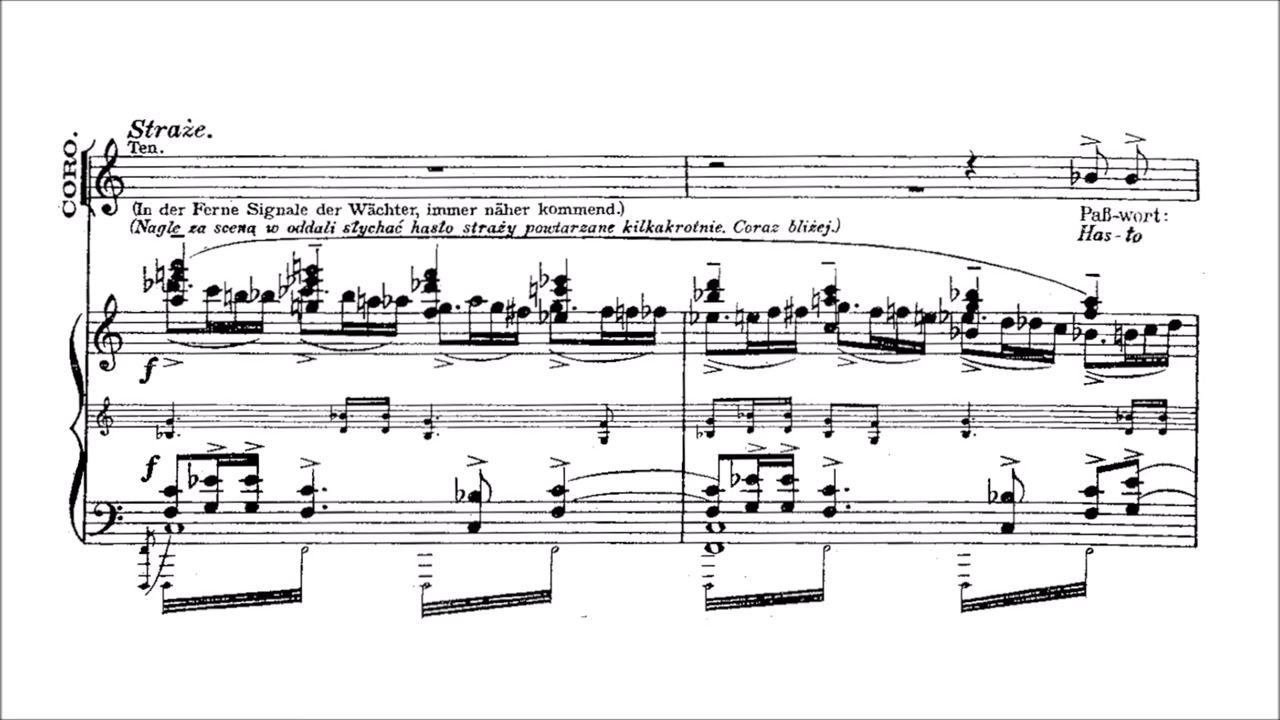 CORO.
Straże.
Ten.
(In der Ferne Signale der Wächter, immer näher kommend.)
(Nagle za sceną w oddali słychać hasło straży powtarzane kilkakrotnie. Coraz bliżej.)
Paß-wort:
Has-to
f
f